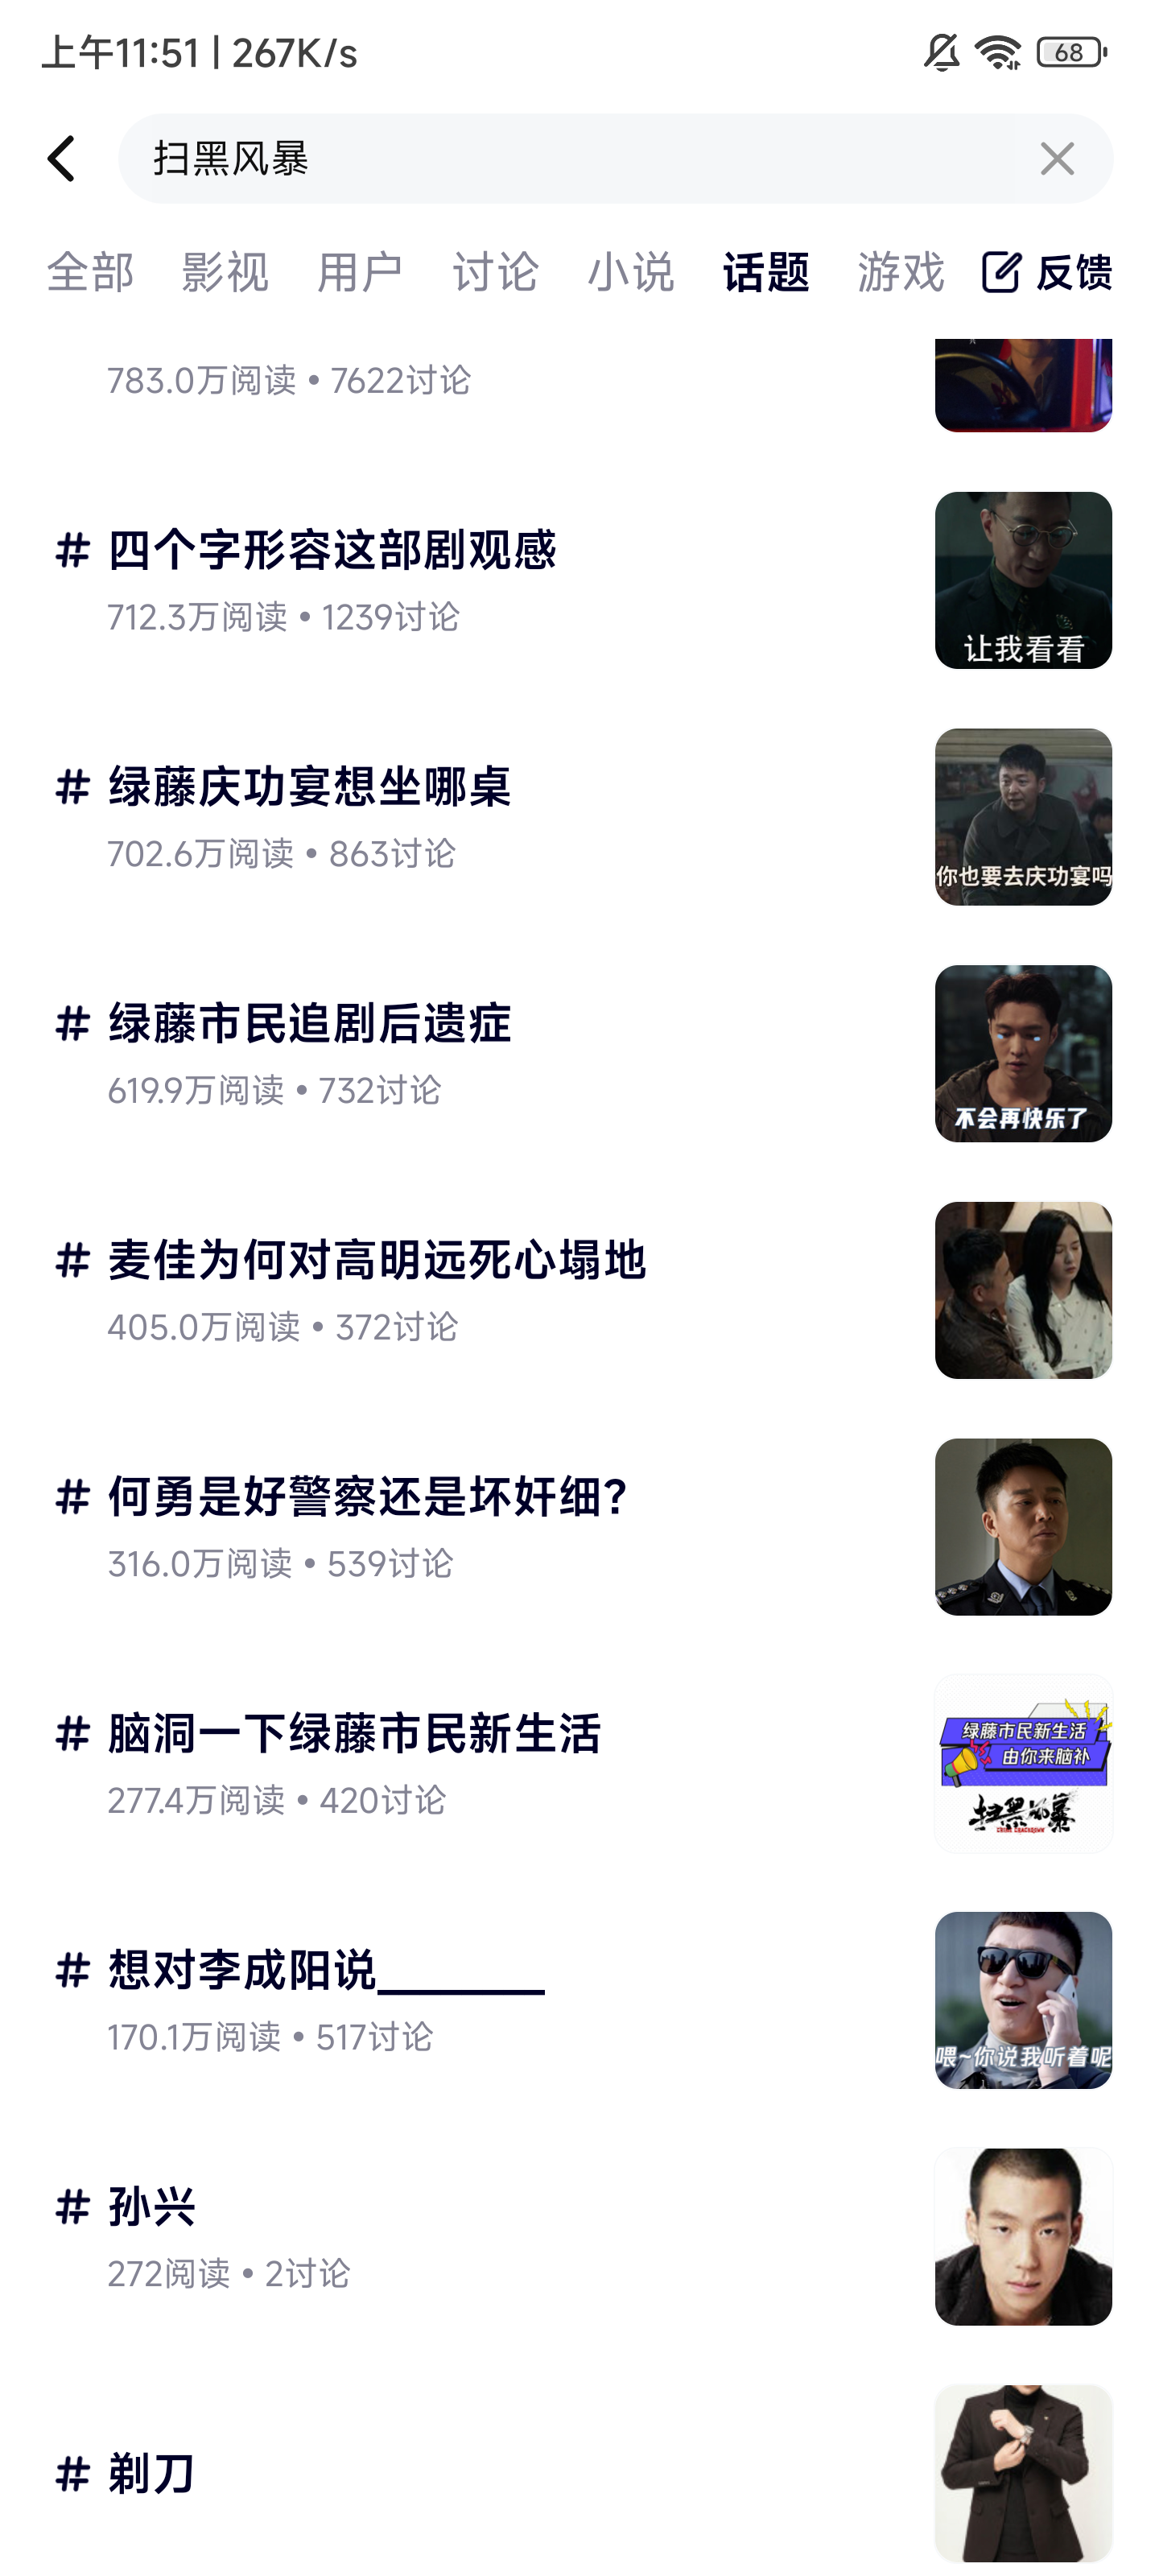 上午11:51 | 267K/s
68
扫黑风暴
全部 影视 用户 讨论 小说 话题 游戏 反馈
783.0万阅读 • 7622讨论
# 四个字形容这部剧观感
712.3万阅读 • 1239讨论
让我看看
# 绿藤庆功宴想坐哪桌
702.6万阅读 • 863讨论
你也要去庆功宴吗
# 绿藤市民追剧后遗症
619.9万阅读 • 732讨论
不会再快乐了
# 麦佳为何对高明远死心塌地
405.0万阅读 • 372讨论
# 何勇是好警察还是坏奸细?
316.0万阅读 • 539讨论
绿藤市民新生活
由你来脑补
# 脑洞一下绿藤市民新生活
277.4万阅读 • 420讨论
扫黑风暴
CRIME CRACKDOWN
# 想对李成阳说______
170.1万阅读 • 517讨论
喂~你说我听着呢
# 孙兴
272阅读 • 2讨论
# 剃刀